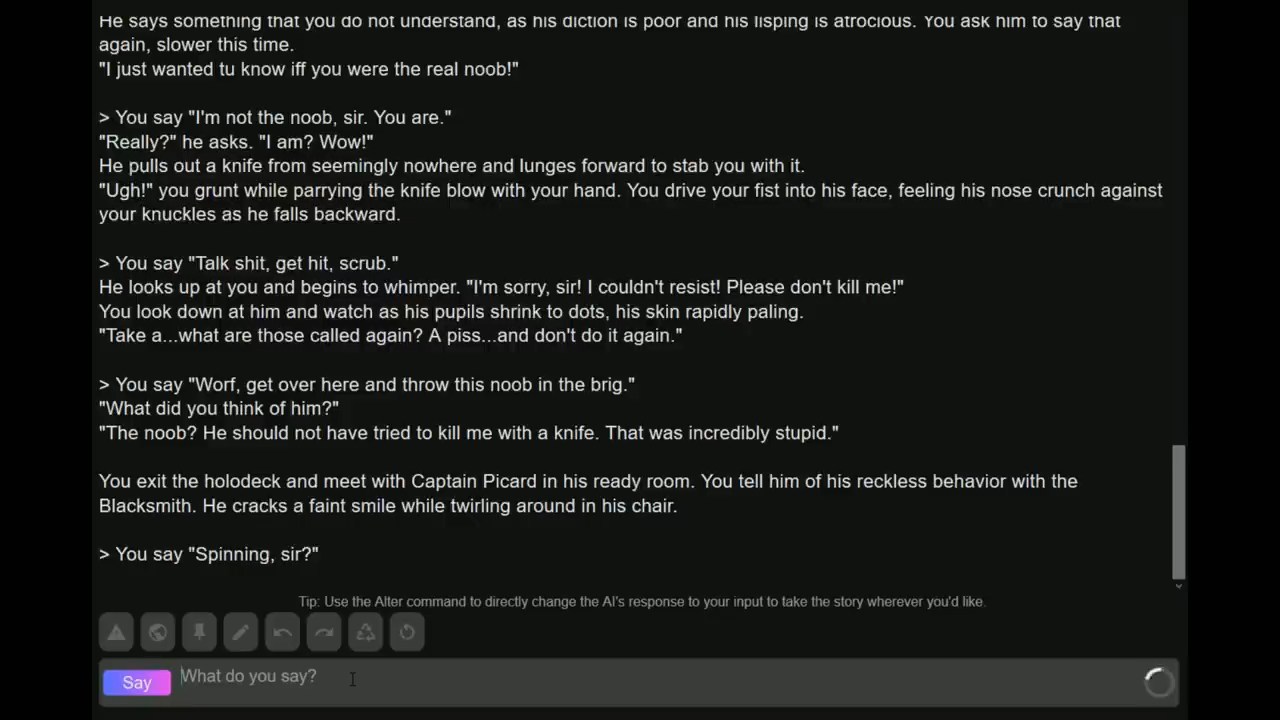 He says something that you do not understand, as his diction is poor and his lisping is atrocious. You ask him to say that
again, slower this time.
"I just wanted tu know iff you were the real noob!"
> You say "I'm not the noob, sir. You are."
"Really?" he asks. "I am? Wow!"
He pulls out a knife from seemingly nowhere and lunges forward to stab you with it.
"Ugh!" you grunt while parrying the knife blow with your hand. You drive your fist into his face, feeling his nose crunch against
your knuckles as he falls backward.
> You say "Talk shit, get hit, scrub."
He looks up at you and begins to whimper. "I'm sorry, sir! I couldn't resist! Please don't kill me!"
You look down at him and watch as his pupils shrink to dots, his skin rapidly paling.
"Take a...what are those called again? A piss...and don't do it again."
> You say "Worf, get over here and throw this noob in the brig."
"What did you think of him?"
"The noob? He should not have tried to kill me with a knife. That was incredibly stupid."
You exit the holodeck and meet with Captain Picard in his ready room. You tell him of his reckless behavior with the
Blacksmith. He cracks a faint smile while twirling around in his chair.
> You say "Spinning, sir?"
Tip: Use the Alter command to directly change the AI's response to your input to take the story wherever you'd like.
Say What do you say?